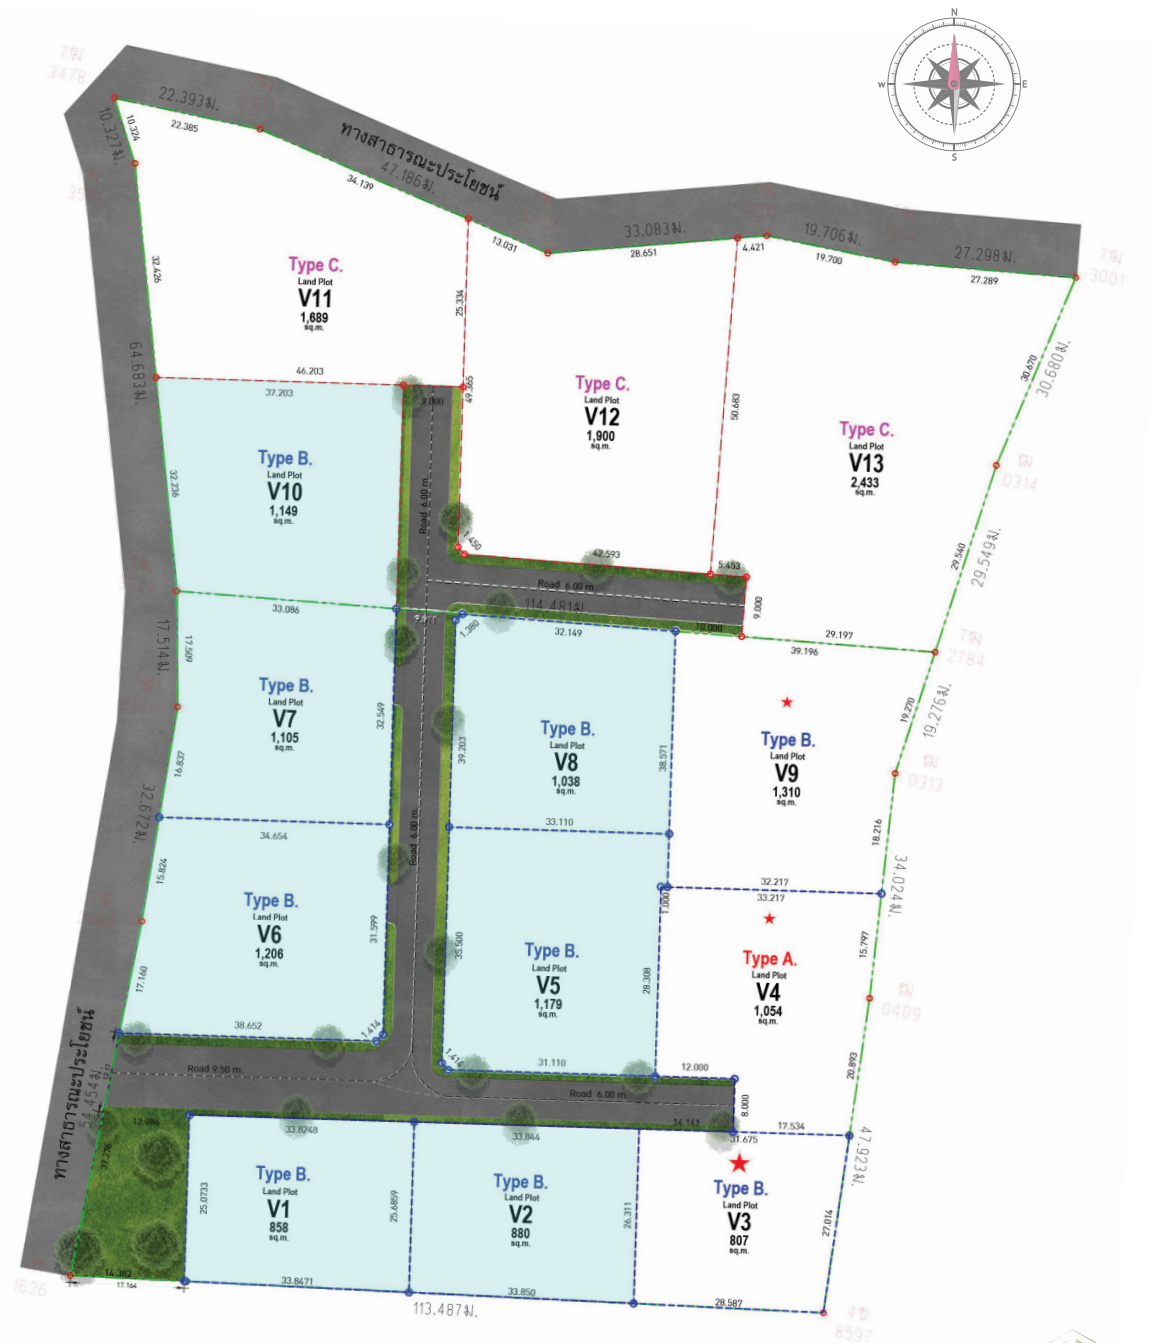 N
W
E
S
7ฆ
3478
22.393ม.
22.385
10.327ม.
10.324
ทางสาธารณะประโยชน์
47.186ม.
34.139
13.031
33.083ม.
28.651
4.421
19.706ม.
19.700
27.298ม.
27.289
7ฆ
3001
32.426
Type C.
Land Plot
V11
1,689
sq.m.
25.334
46.203
37.203
9.000
49.365
64.683ม.
Type C.
Land Plot
V12
1,900
sq.m.
50.683
Type C.
Land Plot
V13
2,433
sq.m.
30.670
30.680ม.
0314
Type B.
Land Plot
V10
1,149
sq.m.
32.236
Road 6.00 m.
1.450
42.593
5.453
Road 6.00 m.
114.481ม.
9.000
29.540
29.549ม.
33.086
1.380
32.149
10.000
29.197
39.196
7ฆ
2784
17.514ม.
17.509
Type B.
Land Plot
V7
1,105
sq.m.
32.549
39.203
Type B.
Land Plot
V8
1,038
sq.m.
38.571
Type B.
Land Plot
V9
1,310
sq.m.
19.270
19.276ม.
0313
16.837
32.672ม.
34.654
Road 6.00 m.
33.110
18.216
34.024ม.
32.217
33.217
1.000
15.824
Type B.
Land Plot
V6
1,206
sq.m.
31.599
35.500
Type B.
Land Plot
V5
1,179
sq.m.
28.308
Type A.
Land Plot
V4
1,054
sq.m.
15.797
0409
17.160
38.652
1.414
1.414
31.110
12.000
20.893
ทางสาธารณะประโยชน์
54.454ม.
Road 9.50 m.
Road 6.00 m.
8.000
33.8248
33.844
14.141
31.675
17.534
47.923ม.
37.276
25.0733
Type B.
Land Plot
V1
858
sq.m.
25.6859
Type B.
Land Plot
V2
880
sq.m.
26.311
Type B.
Land Plot
V3
807
sq.m.
27.014
14.382
17.164
33.8471
33.850
28.587
113.487ม.
1626
8597